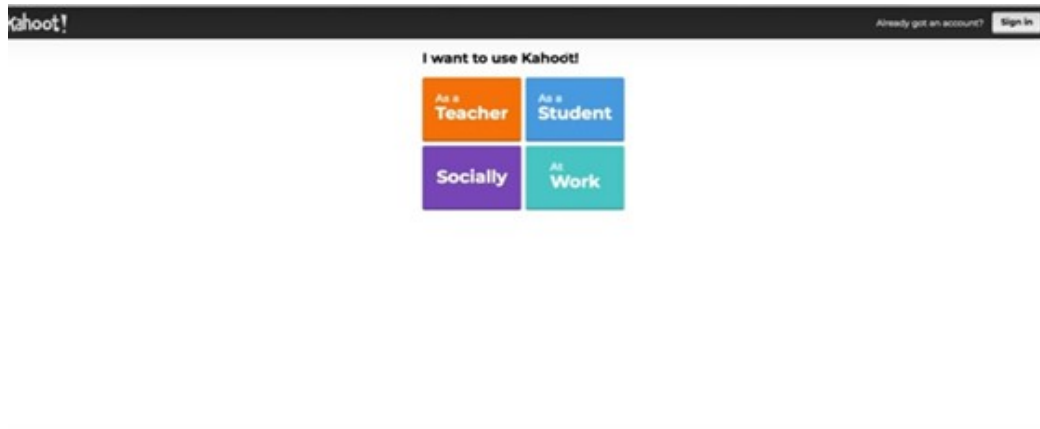 Kahoot!
Already got an account? Sign in
I want to use Kahoot!
As a
Teacher
As a
Student
Socially
At
Work